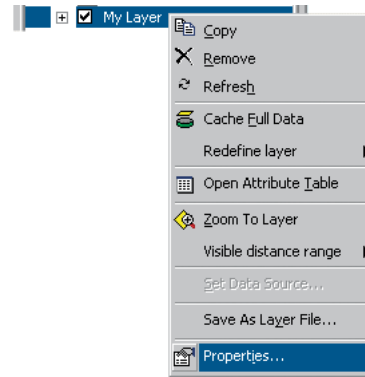 My Layer
Copy
Remove
Refresh
Cache Full Data
Redefine layer
Open Attribute Table
Zoom To Layer
Visible distance range
Set Data Source...
Save As Layer File...
Properties...